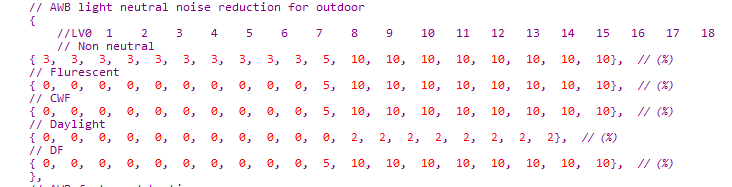 // AWB light neutral noise reduction for outdoor
{
//LV0 1 2 3 4 5 6 7 8 9 10 11 12 13 14 15 16 17 18
// Non neutral
{ 3, 3, 3, 3, 3, 3, 3, 3, 3, 3, 5, 10, 10, 10, 10, 10, 10, 10, 10}, // (%)
// Flurescent
{ 0, 0, 0, 0, 0, 0, 0, 0, 0, 0, 5, 10, 10, 10, 10, 10, 10, 10, 10}, // (%)
// CWF
{ 0, 0, 0, 0, 0, 0, 0, 0, 0, 0, 5, 10, 10, 10, 10, 10, 10, 10, 10}, // (%)
// Daylight
{ 0, 0, 0, 0, 0, 0, 0, 0, 0, 0, 0, 2, 2, 2, 2, 2, 2, 2, 2}, // (%)
// DF
{ 0, 0, 0, 0, 0, 0, 0, 0, 0, 0, 5, 10, 10, 10, 10, 10, 10, 10, 10}, // (%)
},
// AWB